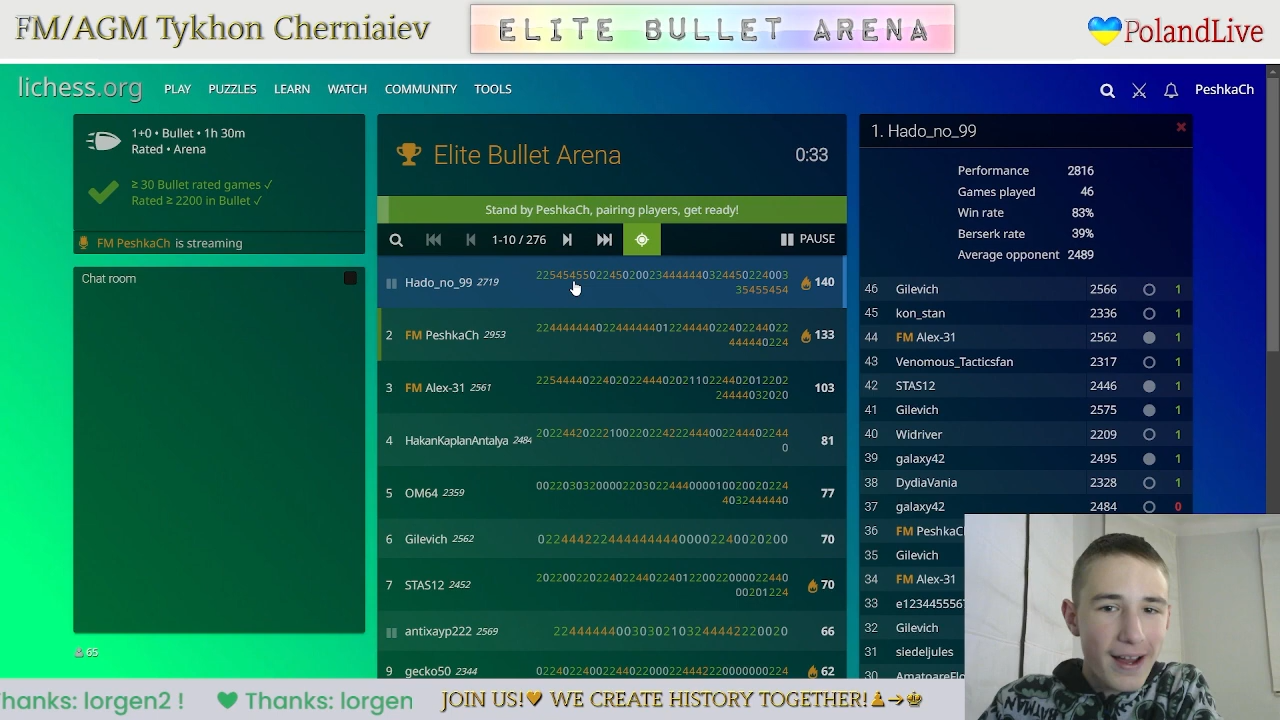 FM/AGM Tykhon Cherniaiev
ELITE BULLET ARENA
PolandLive
lichess.org
PLAY
PUZZLES
LEARN
WATCH
COMMUNITY
TOOLS
PeshkaCh
1+0 • Bullet • 1h 30m
Rated • Arena
≥ 30 Bullet rated games ✓
Rated ≥ 2200 in Bullet ✓
FM PeshkaCh is streaming
Chat room
65
Elite Bullet Arena
0:33
Stand by PeshkaCh, pairing players, get ready!
1-10 / 276
PAUSE
Hado_no_99 2719
140
2 FM PeshkaCh 2953
133
3 FM Alex-31 2561
103
4 HakanKaplanAntalya 2484
81
5 OM64 2359
77
6 Gilevich 2562
70
7 STAS12 2452
70
antixayp222 2569
66
9 gecko50 2344
62
1. Hado_no_99
Performance 2816
Games played 46
Win rate 83%
Berserk rate 39%
Average opponent 2489
46 Gilevich 2566 1
45 kon_stan 2336 1
44 FM Alex-31 2562 1
43 Venomous_Tacticsfan 2317 1
42 STAS12 2446 1
41 Gilevich 2575 1
40 Widriver 2209 1
39 galaxy42 2495 1
38 DydiaVania 2328 1
37 galaxy42 2484 0
36 FM PeshkaC
35 Gilevich
34 FM Alex-31
33 e123445556
32 Gilevich
31 siedeljules
30 AmatoareFlo
BATMAN
hanks: lorgen2 !
Thanks: lorgen
JOIN US! WE CREATE HISTORY TOGETHER!